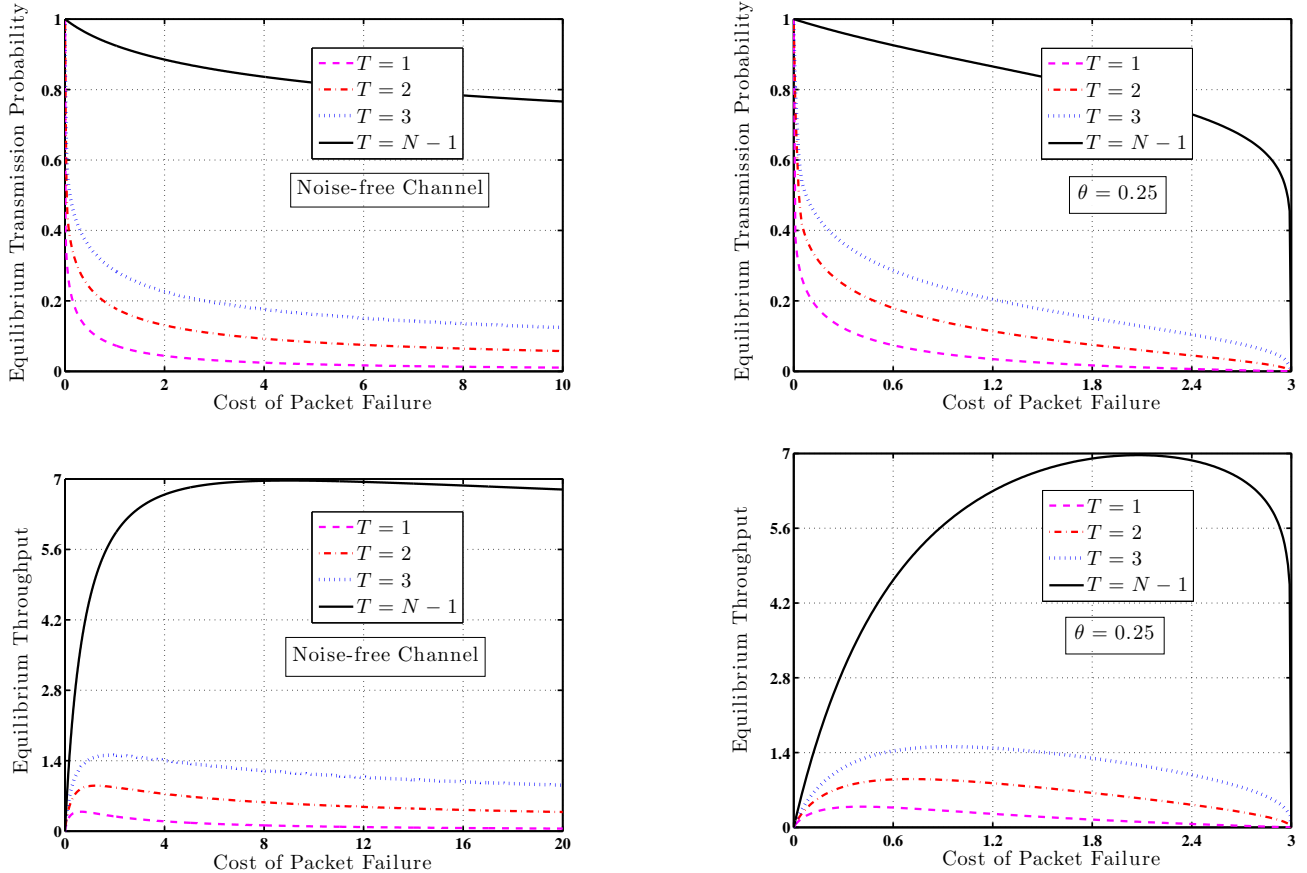 Equilibrium Transmission Probability
1
0.8
0.6
0.4
0.2
0
T = 1
T = 2
T = 3
T = N − 1
Noise-free Channel
0 2 4 6 8 10
Cost of Packet Failure
Equilibrium Transmission Probability
1
0.8
0.6
0.4
0.2
0
T = 1
T = 2
T = 3
T = N − 1
θ = 0.25
0 0.6 1.2 1.8 2.4 3
Cost of Packet Failure
Equilibrium Throughput
7
5.6
4.2
2.8
1.4
0
T = 1
T = 2
T = 3
T = N − 1
Noise-free Channel
0 4 8 12 16 20
Cost of Packet Failure
Equilibrium Throughput
7
5.6
4.2
2.8
1.4
0
T = 1
T = 2
T = 3
T = N − 1
θ = 0.25
0 0.6 1.2 1.8 2.4 3
Cost of Packet Failure